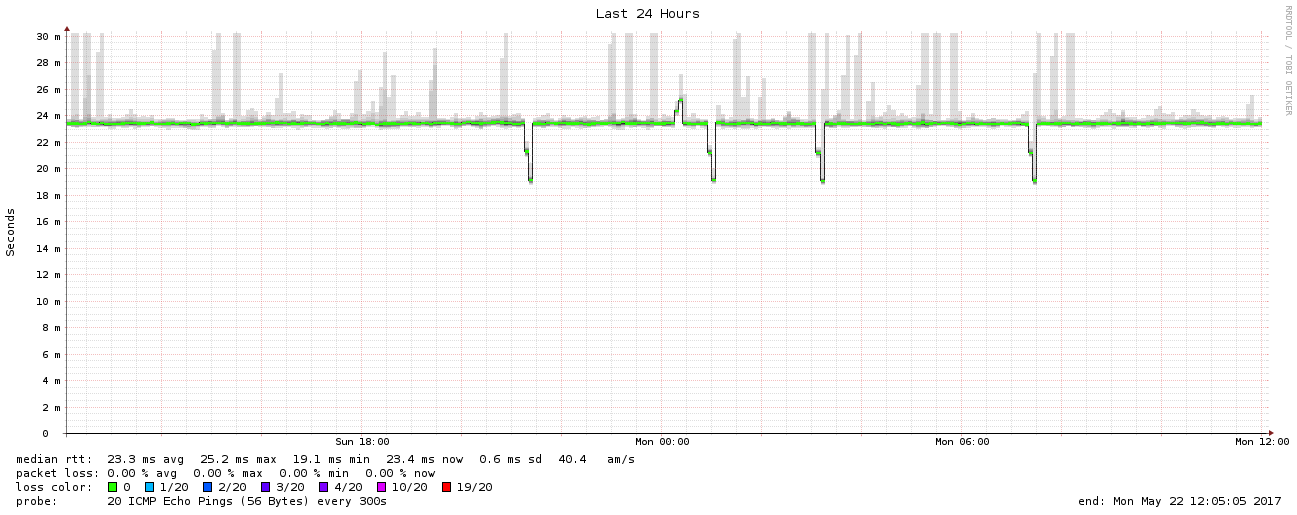 Last 24 Hours
RRDTOOL / TOBI OETIKER
Seconds
30 m
28 m
26 m
24 m
22 m
20 m
18 m
16 m
14 m
12 m
10 m
8 m
6 m
4 m
2 m
0
Sun 18:00 Mon 00:00 Mon 06:00 Mon 12:00
median rtt: 23.3 ms avg 25.2 ms max 19.1 ms min 23.4 ms now 0.6 ms sd 40.4 am/s
packet loss: 0.00 % avg 0.00 % max 0.00 % min 0.00 % now
loss color: 0 1/20 2/20 3/20 4/20 10/20 19/20
probe: 20 ICMP Echo Pings (56 Bytes) every 300s end: Mon May 22 12:05:05 2017